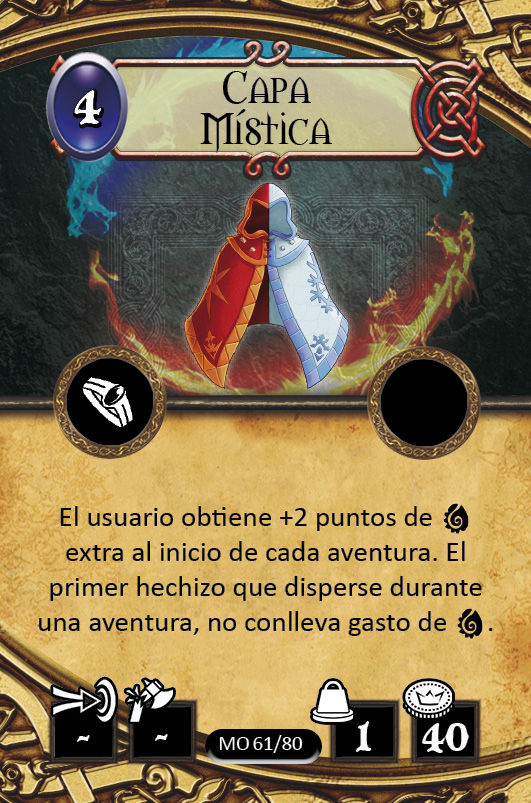 4
Capa
Mística
El usuario obtiene +2 puntos de
extra al inicio de cada aventura. El
primer hechizo que disperse durante
una aventura, no conlleva gasto de .
~ ~ MO 61/80 1 40